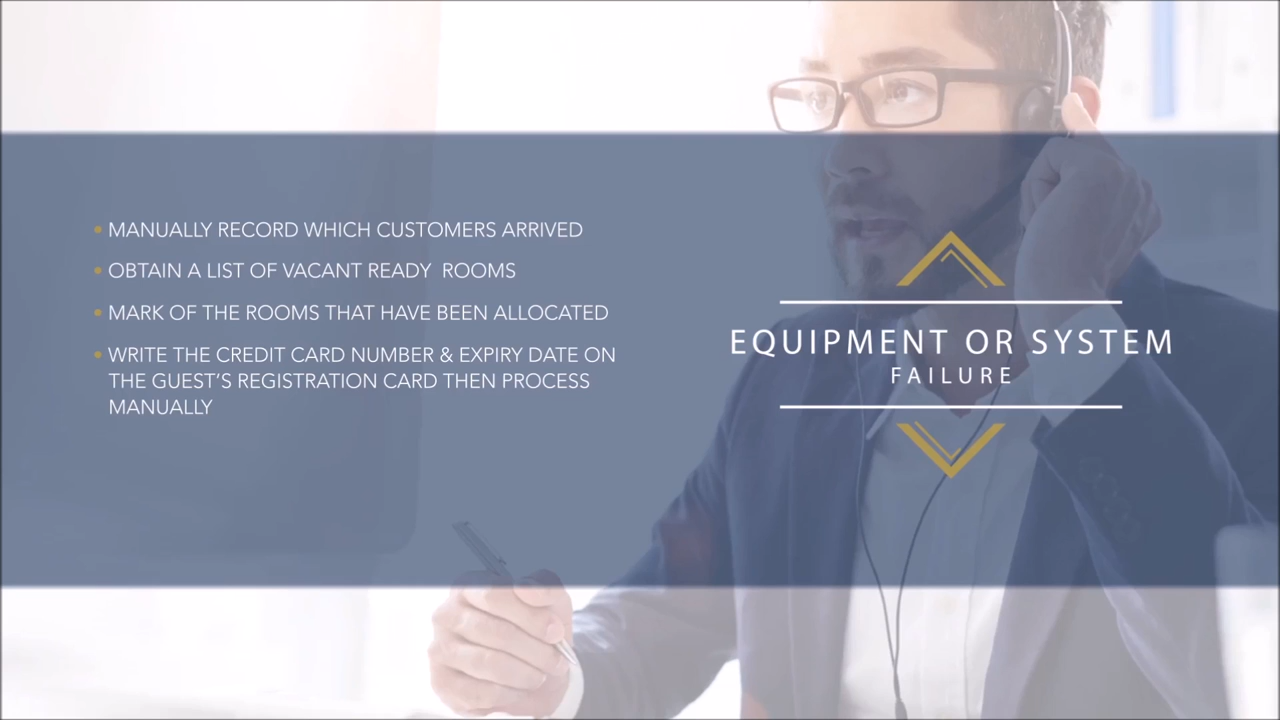 • MANUALLY RECORD WHICH CUSTOMERS ARRIVED
• OBTAIN A LIST OF VACANT READY  ROOMS
• MARK OF THE ROOMS THAT HAVE BEEN ALLOCATED
• WRITE THE CREDIT CARD NUMBER & EXPIRY DATE ON
THE GUEST’S REGISTRATION CARD THEN PROCESS
MANUALLY
EQUIPMENT OR SYSTEM
FAILURE